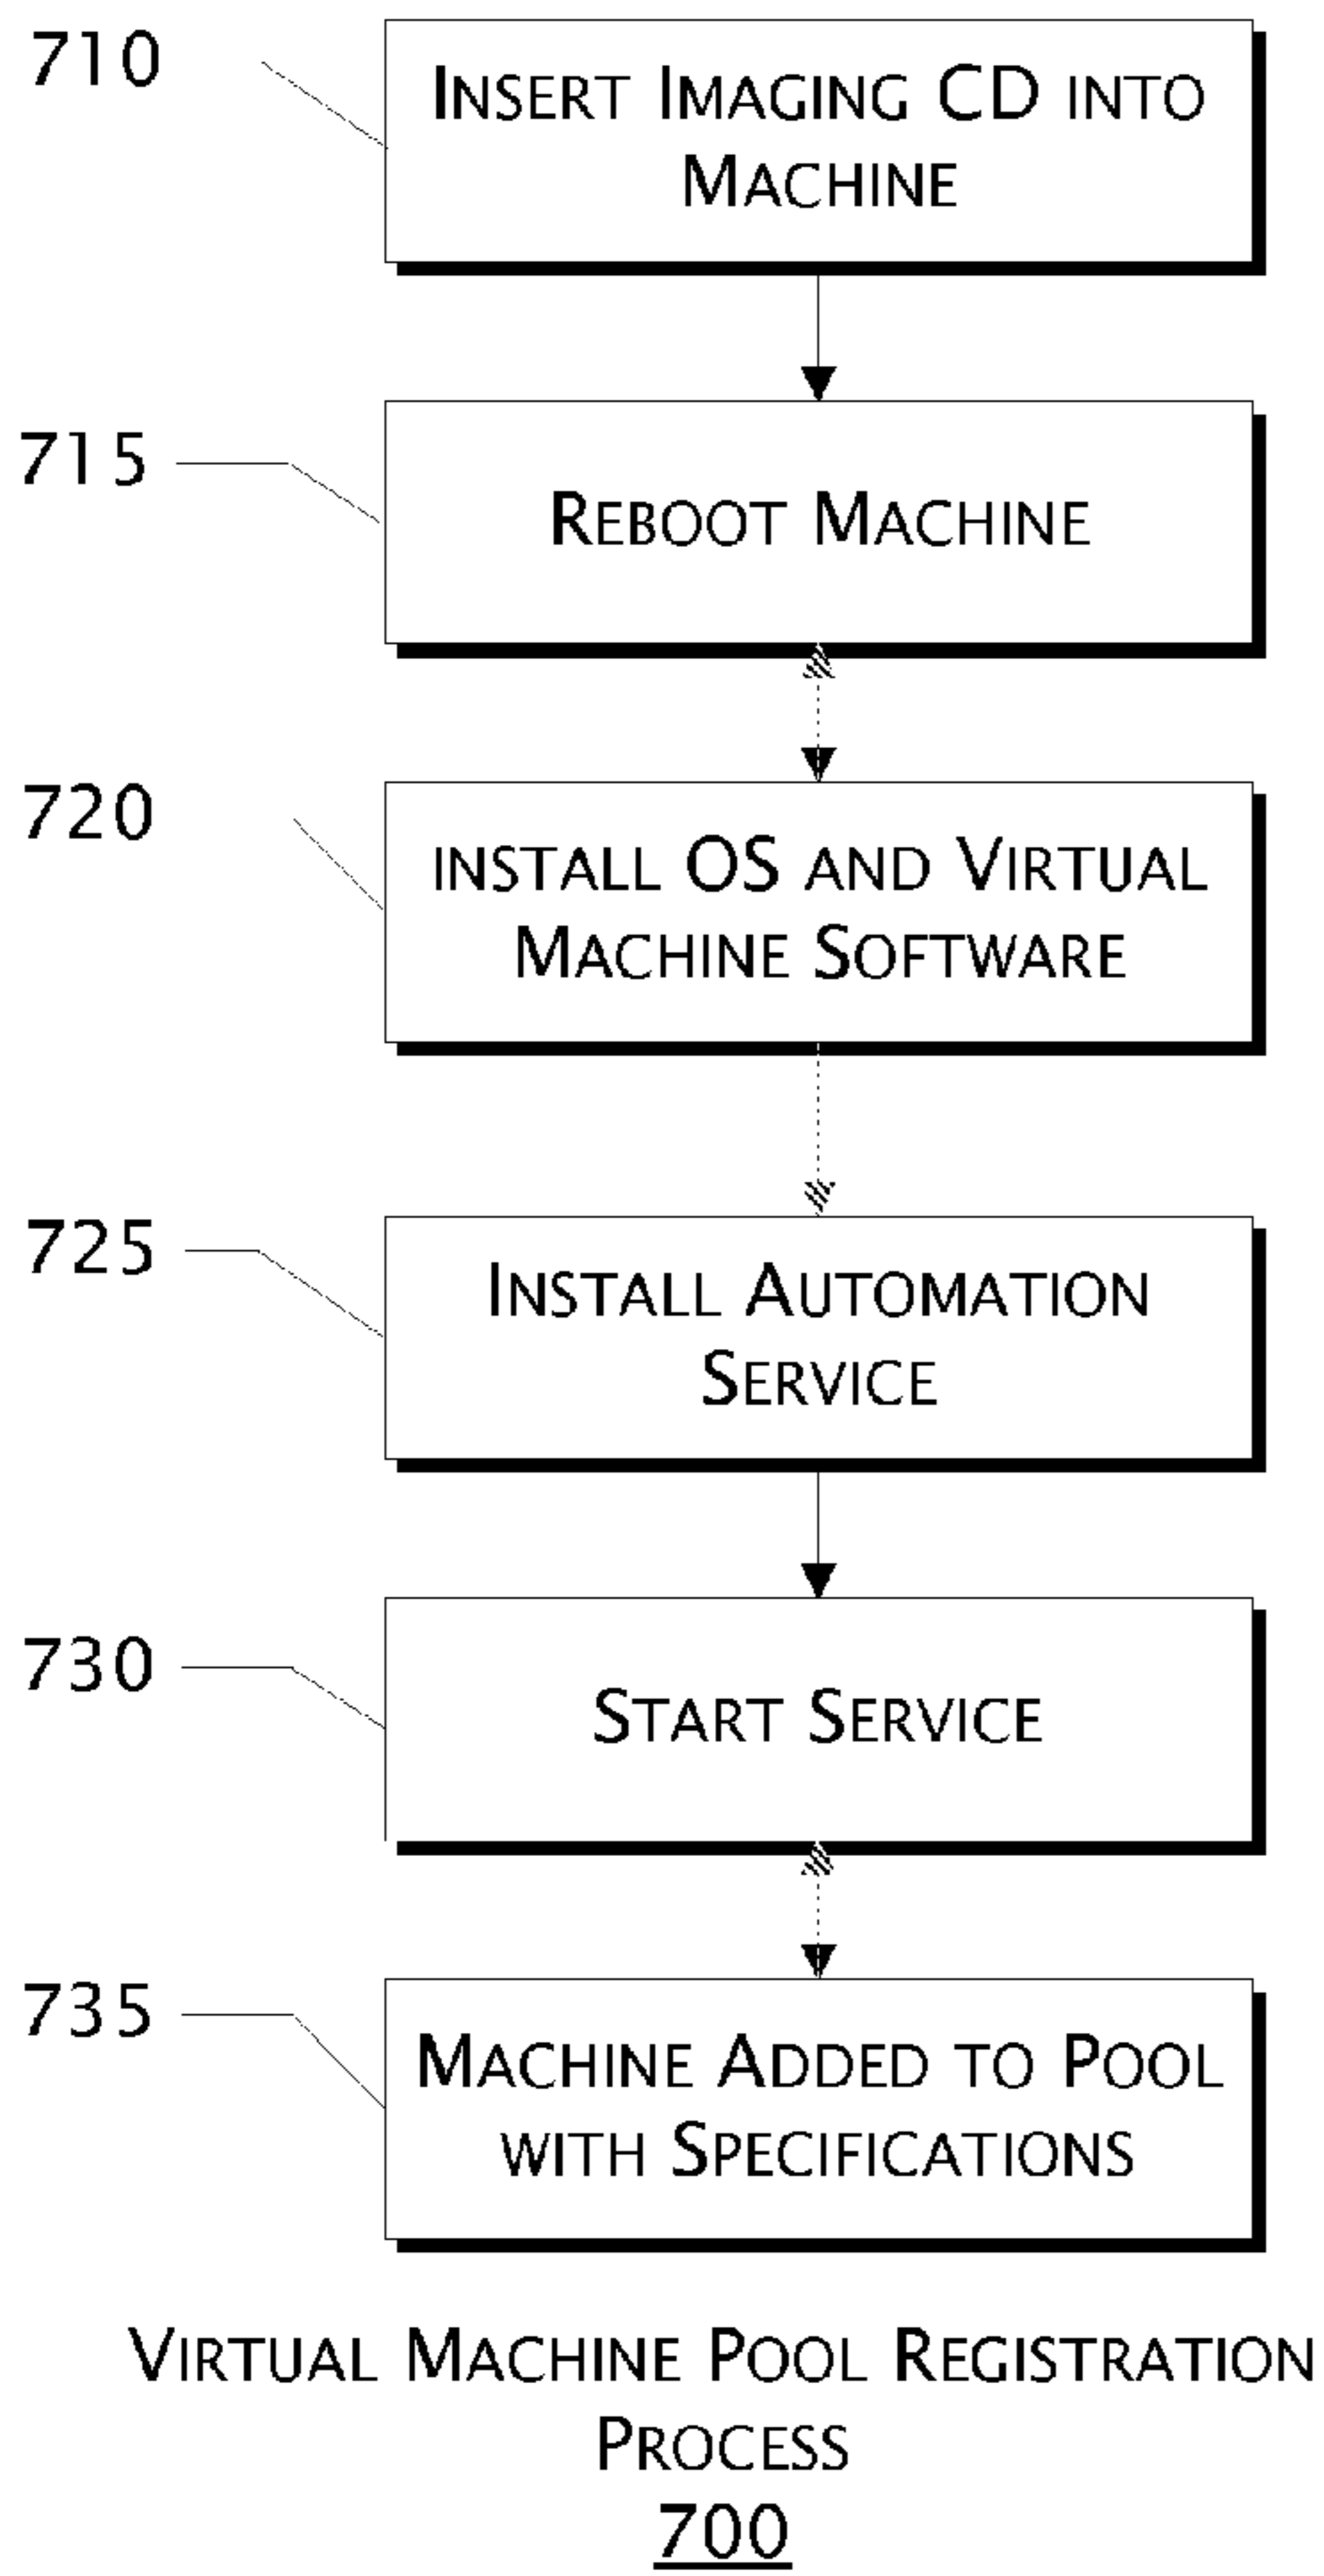 710
INSERT IMAGING CD INTO
MACHINE
715
REBOOT MACHINE
720
INSTALL OS AND VIRTUAL
MACHINE SOFTWARE
725
INSTALL AUTOMATION
SERVICE
730
START SERVICE
735
MACHINE ADDED TO POOL
WITH SPECIFICATIONS
VIRTUAL MACHINE POOL REGISTRATION
PROCESS
700